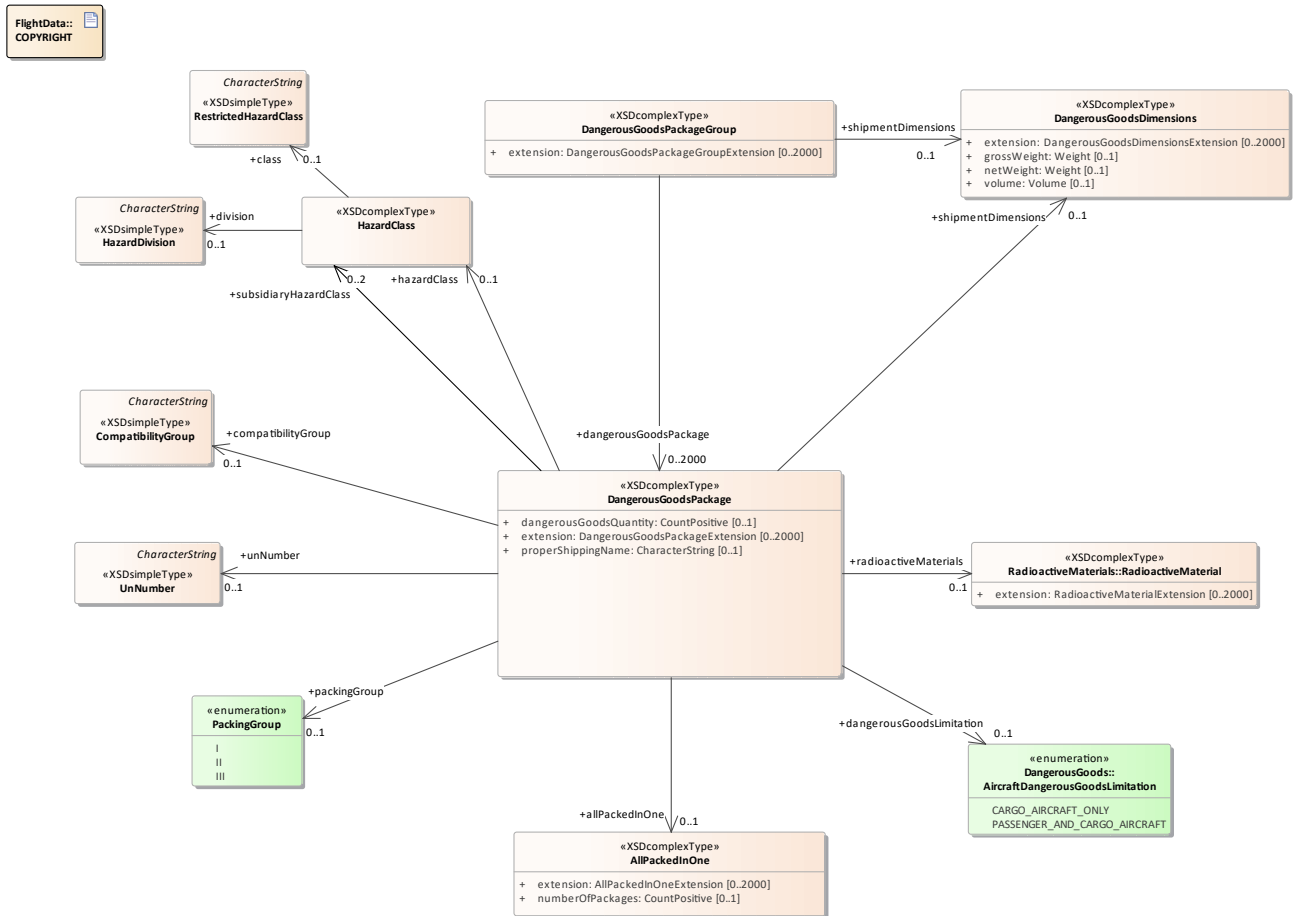 FlightData::
COPYRIGHT
CharacterString
«XSDsimpleType»
RestrictedHazardClass
+class
0..1
«XSDcomplexType»
DangerousGoodsPackageGroup
+ extension: DangerousGoodsPackageGroupExtension [0..2000]
+shipmentDimensions
0..1
«XSDcomplexType»
DangerousGoodsDimensions
+ extension: DangerousGoodsDimensionsExtension [0..2000]
+ grossWeight: Weight [0..1]
+ netWeight: Weight [0..1]
+ volume: Volume [0..1]
CharacterString
«XSDsimpleType»
HazardDivision
+division
0..1
«XSDcomplexType»
HazardClass
+shipmentDimensions
0..1
0..2
+subsidiaryHazardClass
+hazardClass
0..1
CharacterString
«XSDsimpleType»
CompatibilityGroup
+compatibilityGroup
0..1
+dangerousGoodsPackage
0..2000
«XSDcomplexType»
DangerousGoodsPackage
+ dangerousGoodsQuantity: CountPositive [0..1]
+ extension: DangerousGoodsPackageExtension [0..2000]
+ properShippingName: CharacterString [0..1]
CharacterString
«XSDsimpleType»
UnNumber
+unNumber
0..1
+radioactiveMaterials
0..1
«XSDcomplexType»
RadioactiveMaterials::RadioactiveMaterial
+ extension: RadioactiveMaterialExtension [0..2000]
+packingGroup
0..1
«enumeration»
PackingGroup
I
II
III
+dangerousGoodsLimitation
0..1
«enumeration»
DangerousGoods::
AircraftDangerousGoodsLimitation
CARGO_AIRCRAFT_ONLY
PASSENGER_AND_CARGO_AIRCRAFT
+allPackedInOne
0..1
«XSDcomplexType»
AllPackedInOne
+ extension: AllPackedInOneExtension [0..2000]
+ numberOfPackages: CountPositive [0..1]